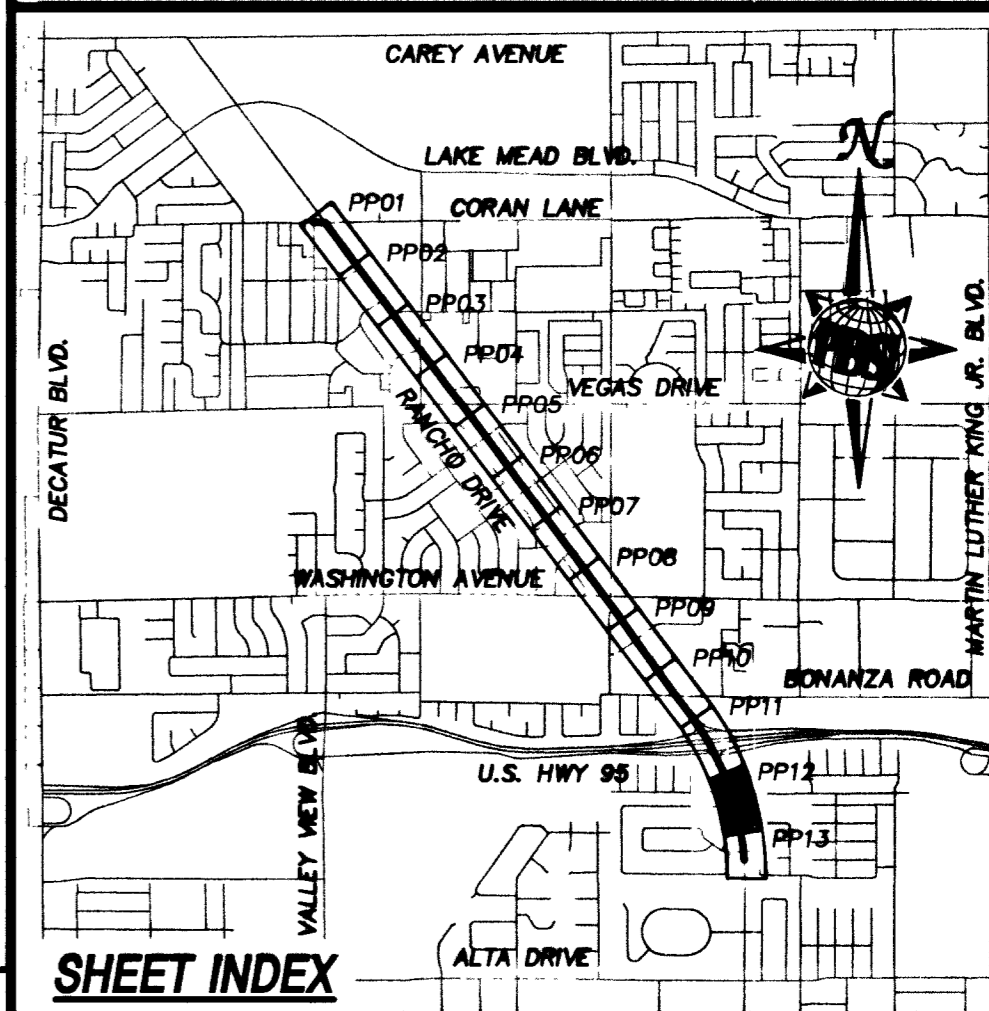 CAREY AVENUE
N
LAKE MEAD BLVD.
PP01
CORAN LANE
PP02
PP03
PP04
VEGAS DRIVE
PP05
RANCHO DRIVE
DECATUR BLVD.
MARTIN LUTHER KING JR. BLVD.
PP06
PP07
PP08
WASHINGTON AVENUE
PP09
PP10
BONANZA ROAD
PP11
U.S. HWY 95
PP12
VALLEY VIEW BLVD.
PP13
ALTA DRIVE
SHEET INDEX